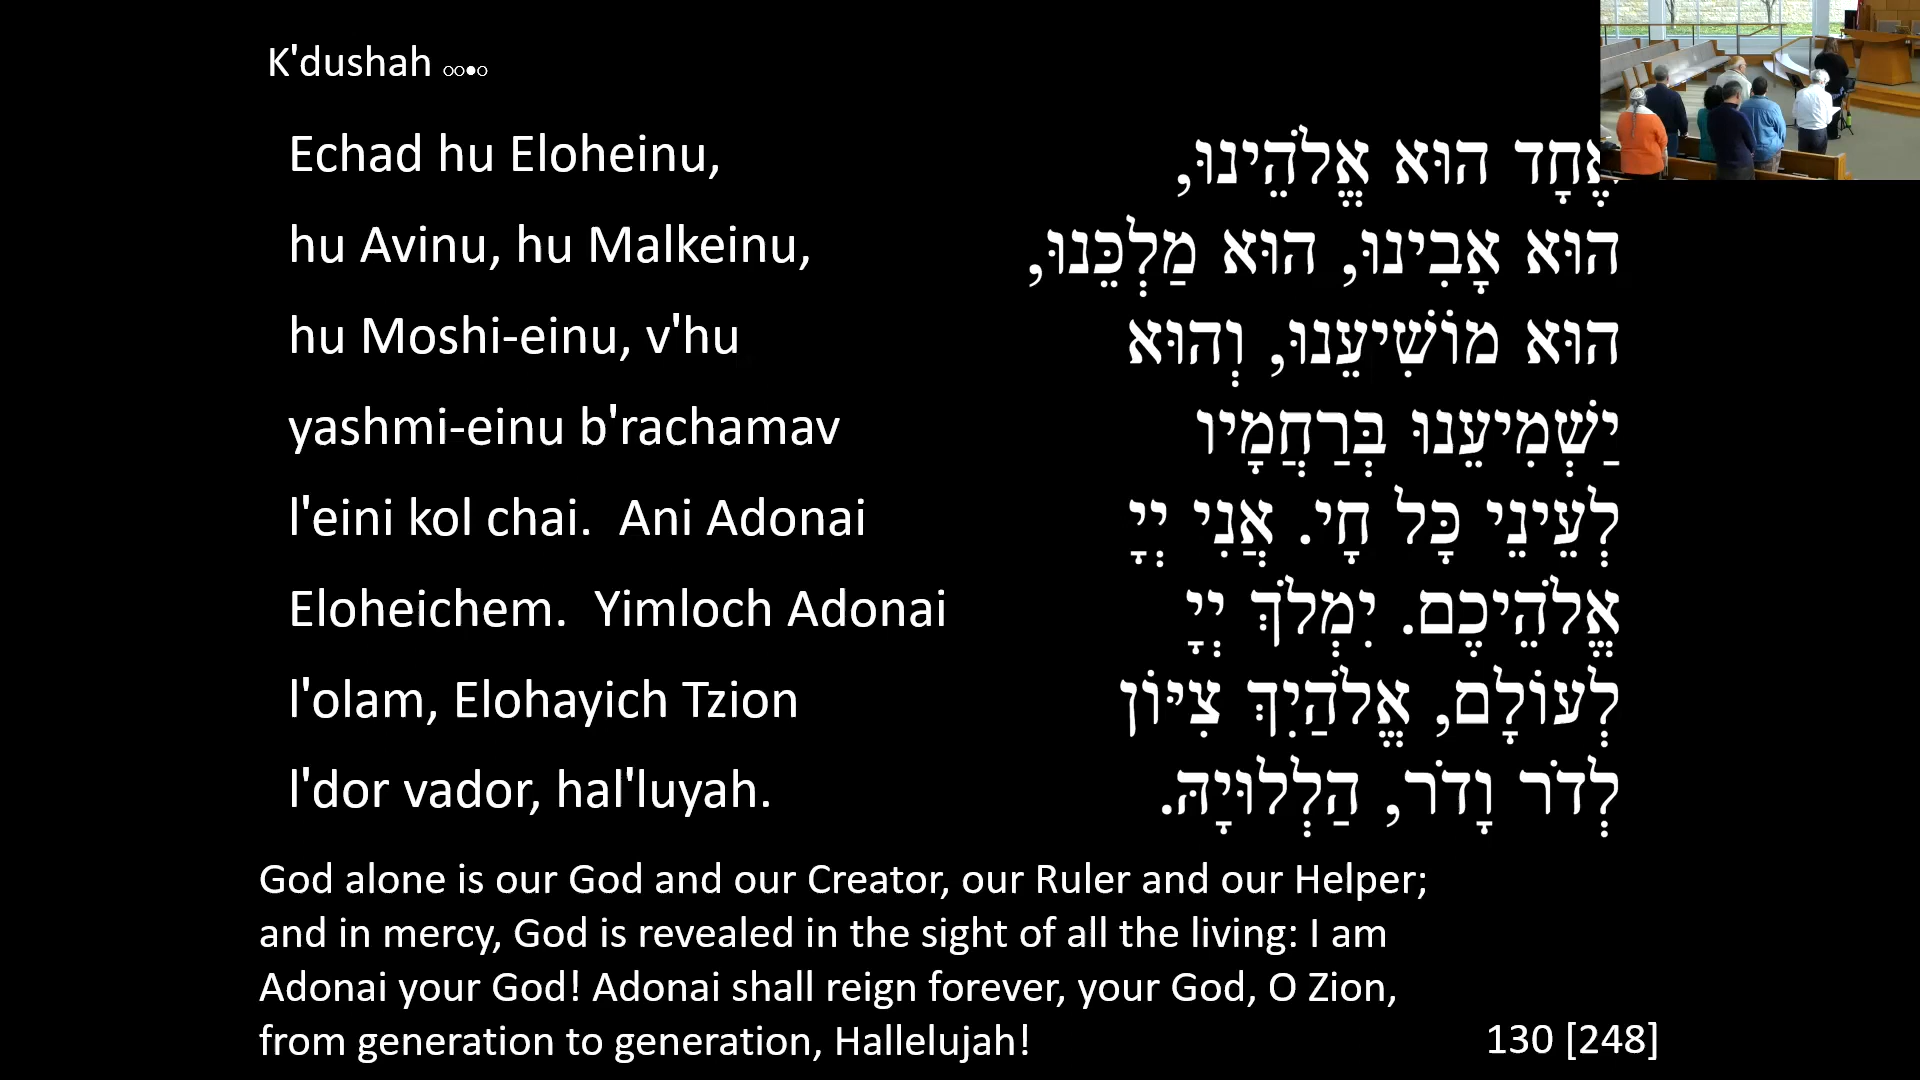 K'dushah ○○●○
Echad hu Eloheinu,
hu Avinu, hu Malkeinu,
hu Moshi-einu, v'hu
yashmi-einu b'rachamav
l'eini kol chai.  Ani Adonai
Eloheichem.  Yimloch Adonai
l'olam, Elohayich Tzion
l'dor vador, hal'luyah.
אֶחָד הוּא אֱלֹהֵינוּ,
הוּא אָבִינוּ, הוּא מַלְכֵּנוּ,
הוּא מוֹשִׁיעֵנוּ, וְהוּא
יַשְׁמִיעֵנוּ בְּרַחֲמָיו
לְעֵינֵי כָּל חָי. אֲנִי יְיָ
אֱלֹהֵיכֶם. יִמְלֹךְ יְיָ
לְעוֹלָם, אֱלֹהַיִךְ צִיּוֹן
לְדֹר וָדֹר, הַלְלוּיָהּ.
God alone is our God and our Creator, our Ruler and our Helper;
and in mercy, God is revealed in the sight of all the living: I am
Adonai your God! Adonai shall reign forever, your God, O Zion,
from generation to generation, Hallelujah!
130 [248]